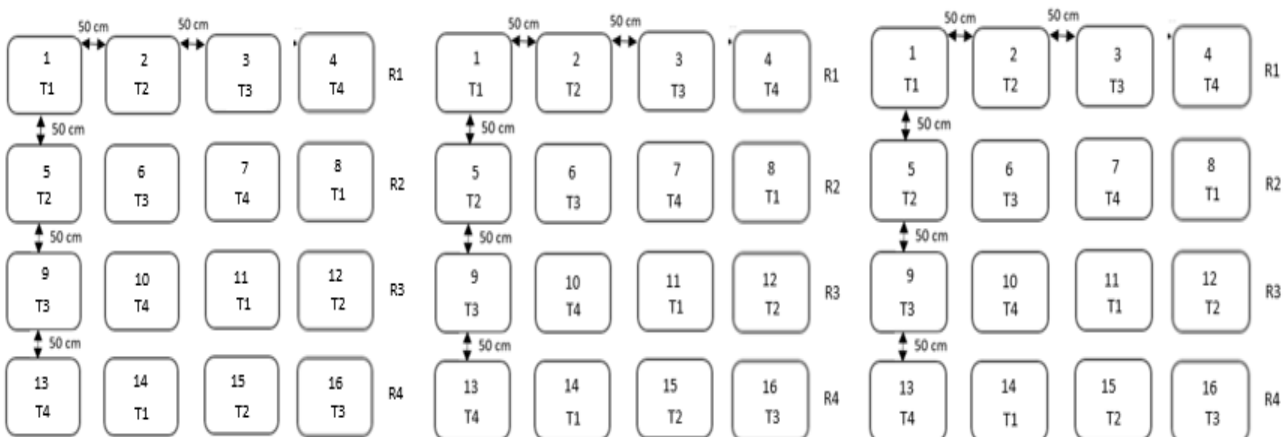 50 cm 50 cm 50 cm 50 cm 50 cm 50 cm
1 2 3 4 1 2 3 4 1 2 3 4
T1 T2 T3 T4 R1 T1 T2 T3 T4 R1 T1 T2 T3 T4 R1
50 cm 50 cm 50 cm
5 6 7 8 5 6 7 8 5 6 7 8
T2 T3 T4 T1 R2 T2 T3 T4 T1 R2 T2 T3 T4 T1 R2
50 cm 50 cm 50 cm
9 10 11 12 9 10 11 12 9 10 11 12
T3 T4 T1 T2 R3 T3 T4 T1 T2 R3 T3 T4 T1 T2 R3
50 cm 50 cm 50 cm
13 14 15 16 13 14 15 16 13 14 15 16
T4 T1 T2 T3 R4 T4 T1 T2 T3 R4 T4 T1 T2 T3 R4